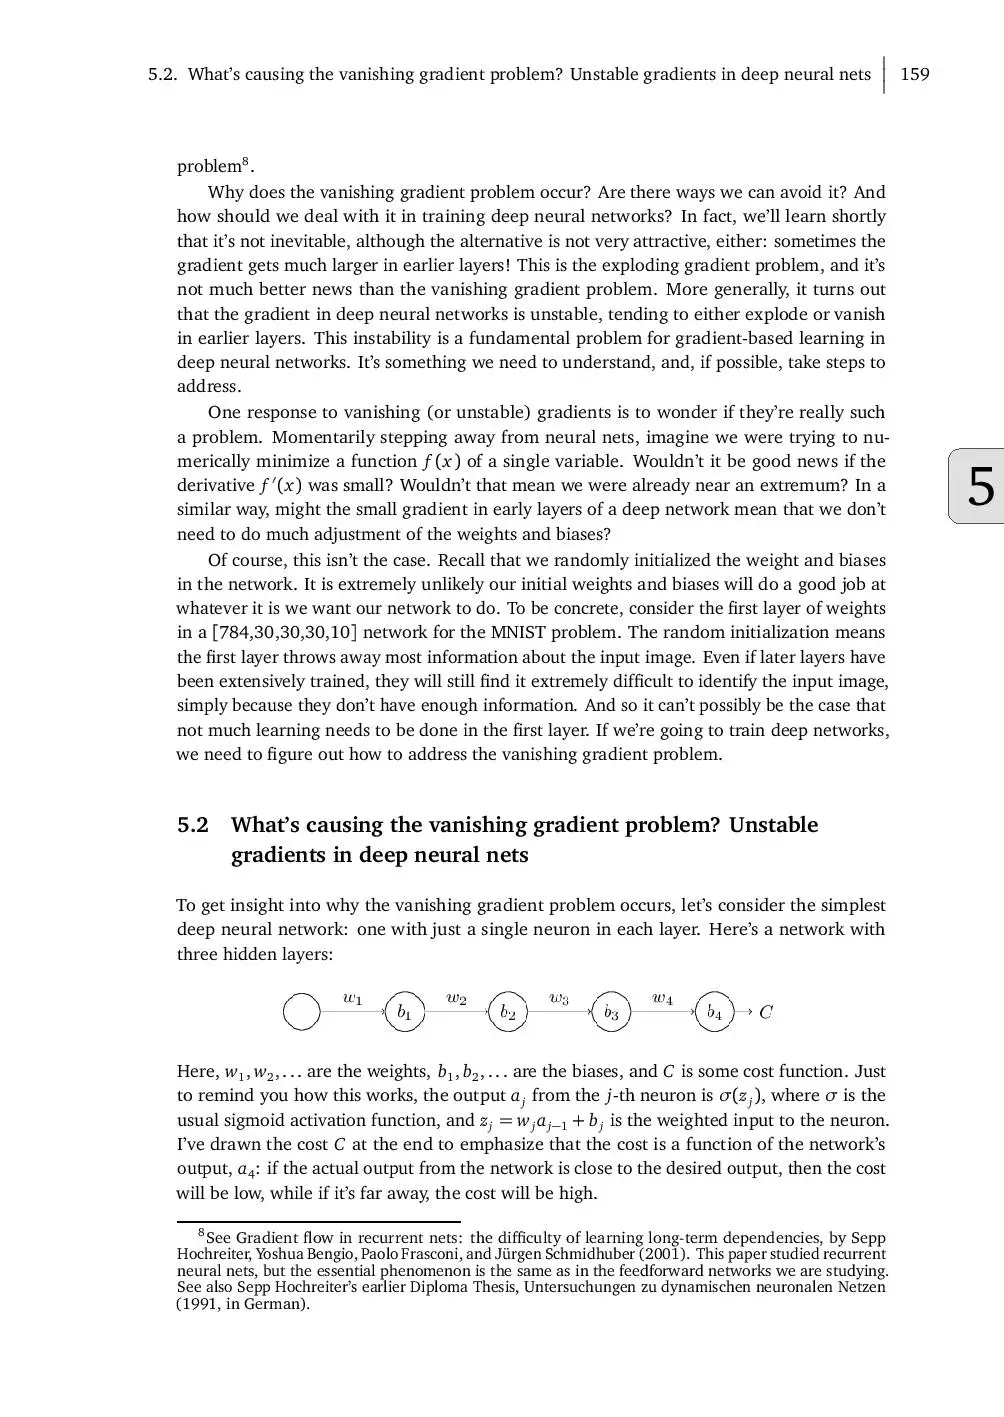 5.2. What's causing the vanishing gradient problem? Unstable gradients in deep neural nets 159
problem⁸.
Why does the vanishing gradient problem occur? Are there ways we can avoid it? And
how should we deal with it in training deep neural networks? In fact, we'll learn shortly
that it's not inevitable, although the alternative is not very attractive, either: sometimes the
gradient gets much larger in earlier layers! This is the exploding gradient problem, and it's
not much better news than the vanishing gradient problem. More generally, it turns out
that the gradient in deep neural networks is unstable, tending to either explode or vanish
in earlier layers. This instability is a fundamental problem for gradient-based learning in
deep neural networks. It's something we need to understand, and, if possible, take steps to
address.
One response to vanishing (or unstable) gradients is to wonder if they're really such
a problem. Momentarily stepping away from neural nets, imagine we were trying to nu-
merically minimize a function f(x) of a single variable. Wouldn't it be good news if the
derivative f′(x) was small? Wouldn't that mean we were already near an extremum? In a
similar way, might the small gradient in early layers of a deep network mean that we don't
need to do much adjustment of the weights and biases?
5
Of course, this isn't the case. Recall that we randomly initialized the weight and biases
in the network. It is extremely unlikely our initial weights and biases will do a good job at
whatever it is we want our network to do. To be concrete, consider the first layer of weights
in a [784,30,30,30,10] network for the MNIST problem. The random initialization means
the first layer throws away most information about the input image. Even if later layers have
been extensively trained, they will still find it extremely difficult to identify the input image,
simply because they don't have enough information. And so it can't possibly be the case that
not much learning needs to be done in the first layer. If we're going to train deep networks,
we need to figure out how to address the vanishing gradient problem.
5.2 What's causing the vanishing gradient problem? Unstable
gradients in deep neural nets
To get insight into why the vanishing gradient problem occurs, let's consider the simplest
deep neural network: one with just a single neuron in each layer. Here's a network with
three hidden layers:
w₁ w₂ w₃ w₄
b₁ b₂ b₃ b₄ C
Here, w₁, w₂, ... are the weights, b₁, b₂, ... are the biases, and C is some cost function. Just
to remind you how this works, the output aⱼ from the j-th neuron is σ(zⱼ), where σ is the
usual sigmoid activation function, and zⱼ = wⱼaⱼ₋₁ + bⱼ is the weighted input to the neuron.
I've drawn the cost C at the end to emphasize that the cost is a function of the network's
output, a₄: if the actual output from the network is close to the desired output, then the cost
will be low, while if it's far away, the cost will be high.
⁸See Gradient flow in recurrent nets: the difficulty of learning long-term dependencies, by Sepp
Hochreiter, Yoshua Bengio, Paolo Frasconi, and Jürgen Schmidhuber (2001). This paper studied recurrent
neural nets, but the essential phenomenon is the same as in the feedforward networks we are studying.
See also Sepp Hochreiter's earlier Diploma Thesis, Untersuchungen zu dynamischen neuronalen Netzen
(1991, in German).